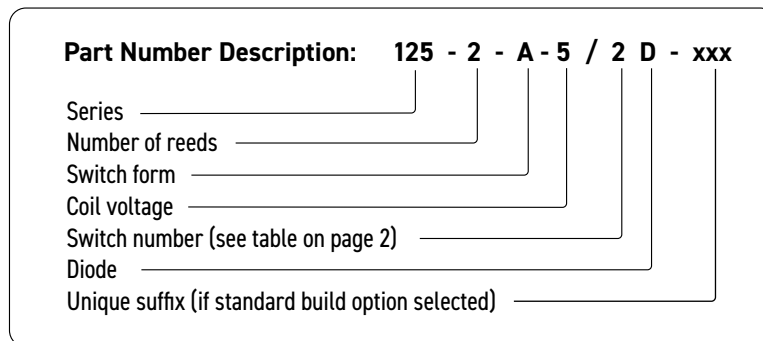 Part Number Description: 125 - 2 - A - 5 / 2 D - xxx
Series
Number of reeds
Switch form
Coil voltage
Switch number (see table on page 2)
Diode
Unique suffix (if standard build option selected)